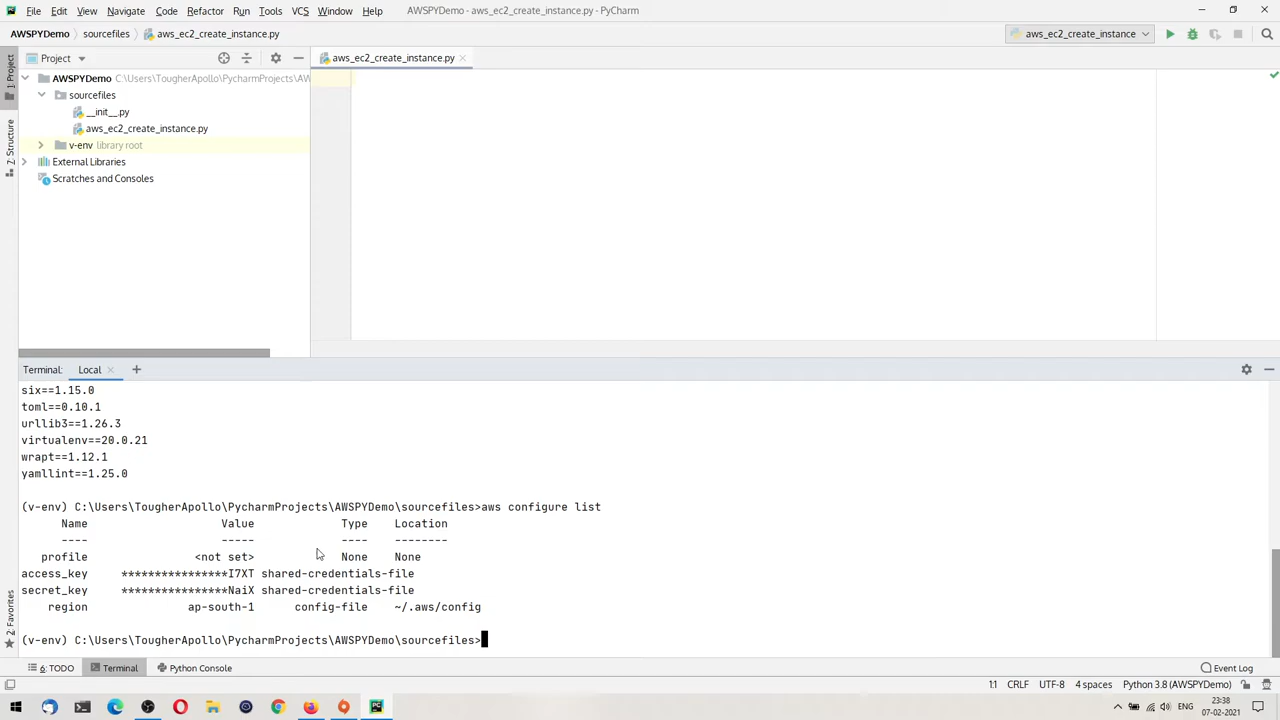 File Edit View Navigate Code Refactor Run Tools VCS Window Help AWSPYDemo - aws_ec2_create_instance.py - PyCharm
AWSPYDemo sourcefiles aws_ec2_create_instance.py aws_ec2_create_instance
Project aws_ec2_create_instance.py
1: Project
AWSPYDemo C:\Users\TougherApollo\PycharmProjects\AW
sourcefiles
__init__.py
aws_ec2_create_instance.py
7: Structure
v-env library root
External Libraries
Scratches and Consoles
Terminal: Local
six==1.15.0
toml==0.10.1
urllib3==1.26.3
virtualenv==20.0.21
wrapt==1.12.1
yamllint==1.25.0
(v-env) C:\Users\TougherApollo\PycharmProjects\AWSPYDemo\sourcefiles>aws configure list
Name Value Type Location
---- ----- ---- --------
profile <not set> None None
access_key ****************I7XT shared-credentials-file
secret_key ****************NaiX shared-credentials-file
region ap-south-1 config-file ~/.aws/config
2: Favorites
(v-env) C:\Users\TougherApollo\PycharmProjects\AWSPYDemo\sourcefiles>
6: TODO Terminal Python Console Event Log
1:1 CRLF UTF-8 4 spaces Python 3.8 (AWSPYDemo)
ENG 23:38
07-02-2021